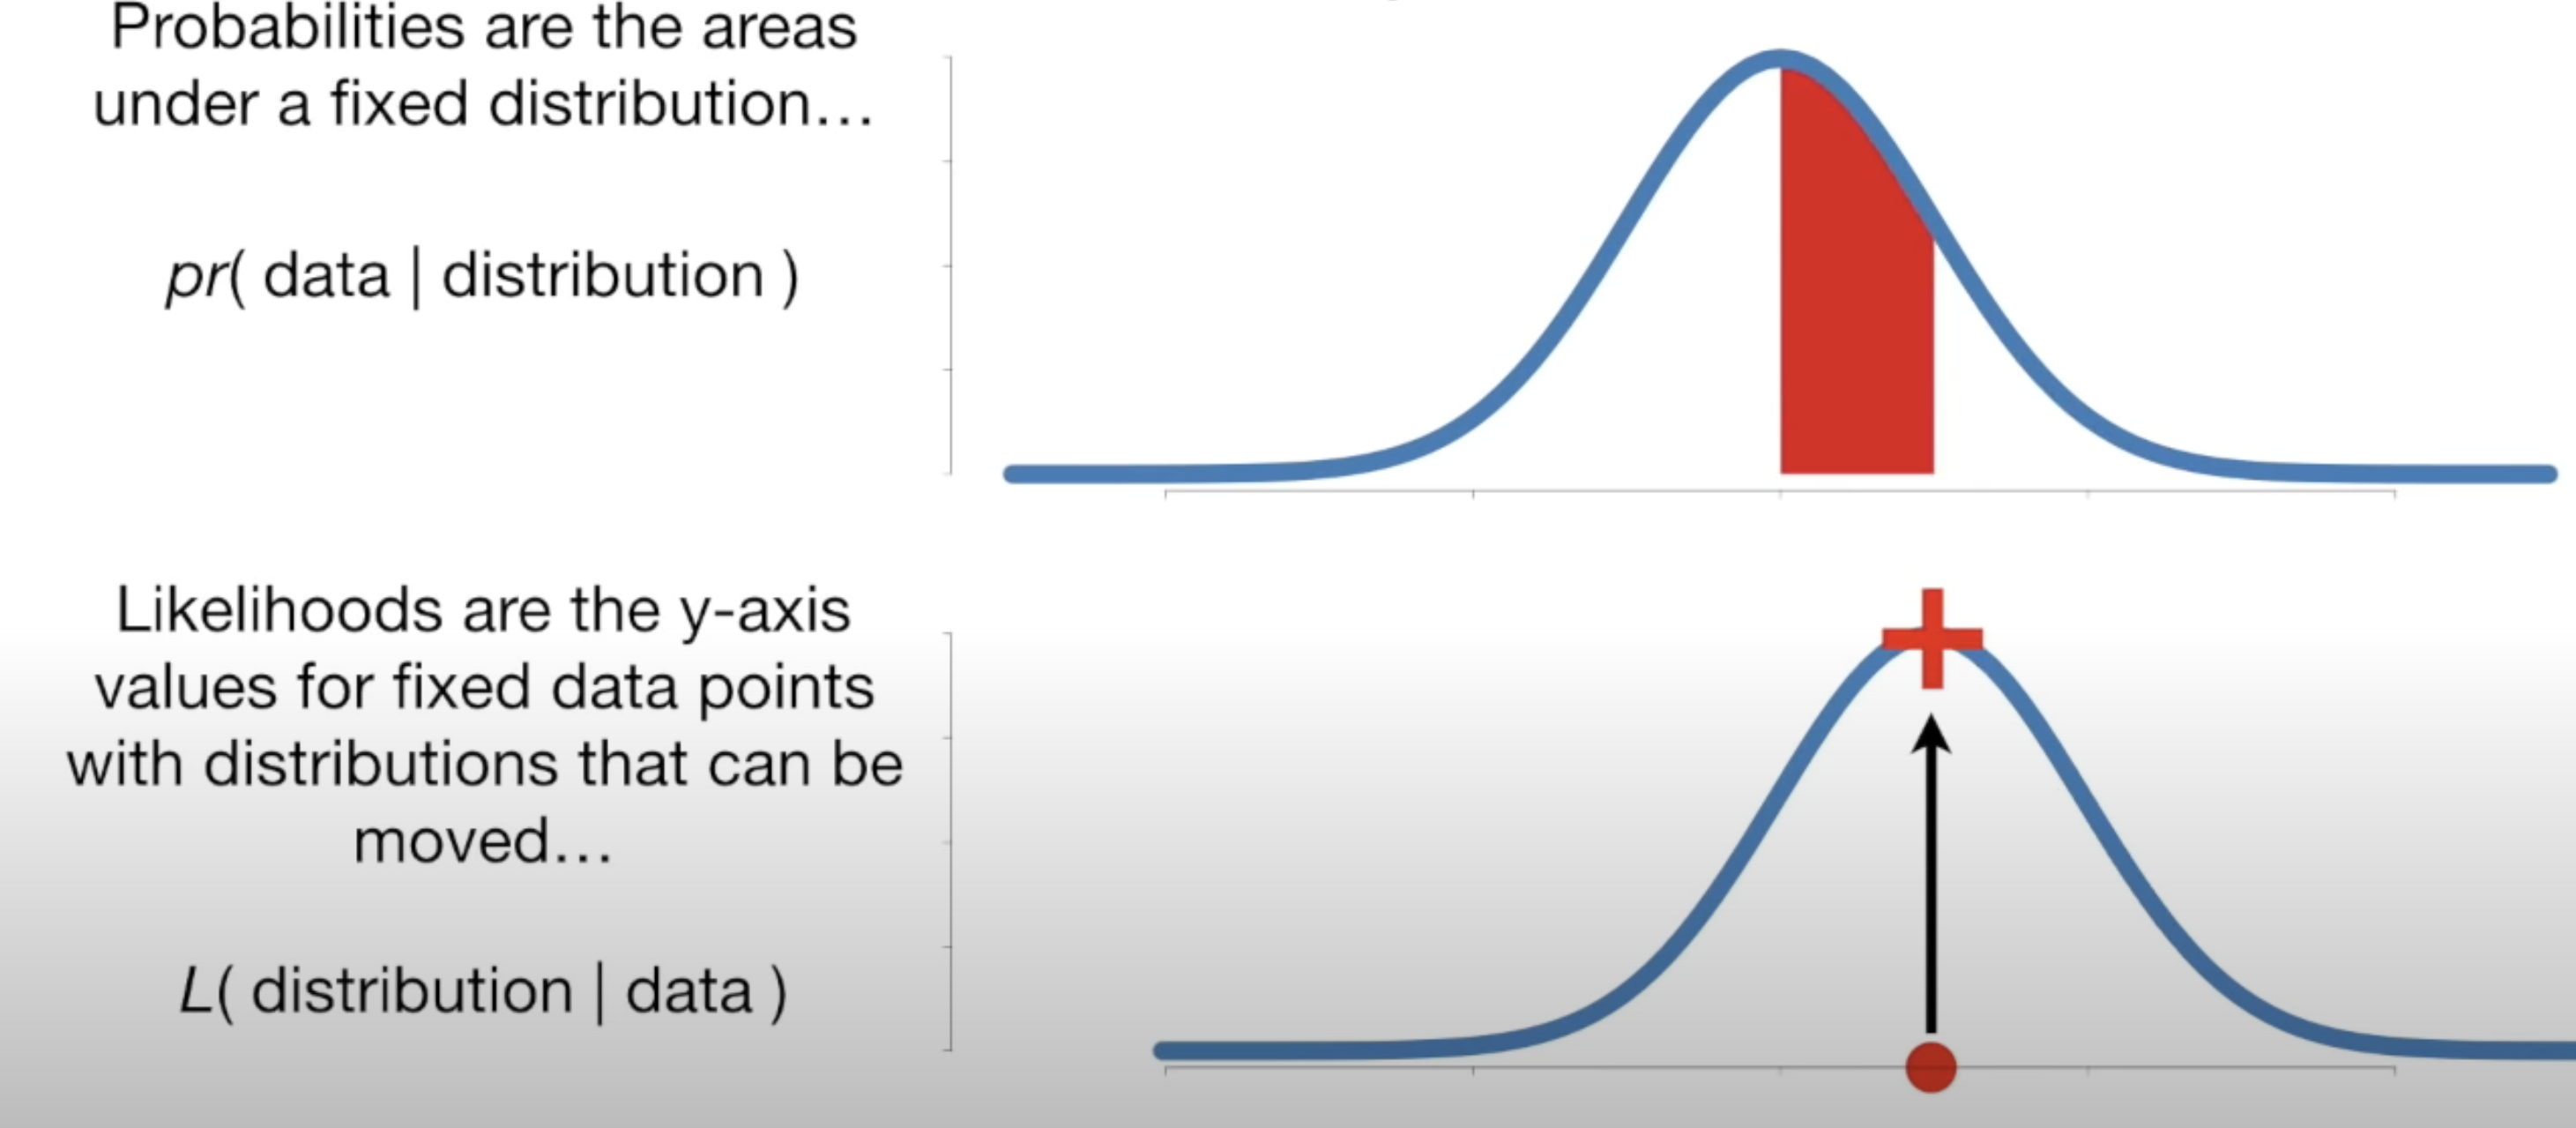 Probabilities are the areas
under a fixed distribution…
pr( data | distribution )
Likelihoods are the y-axis
values for fixed data points
with distributions that can be
moved…
L( distribution | data )